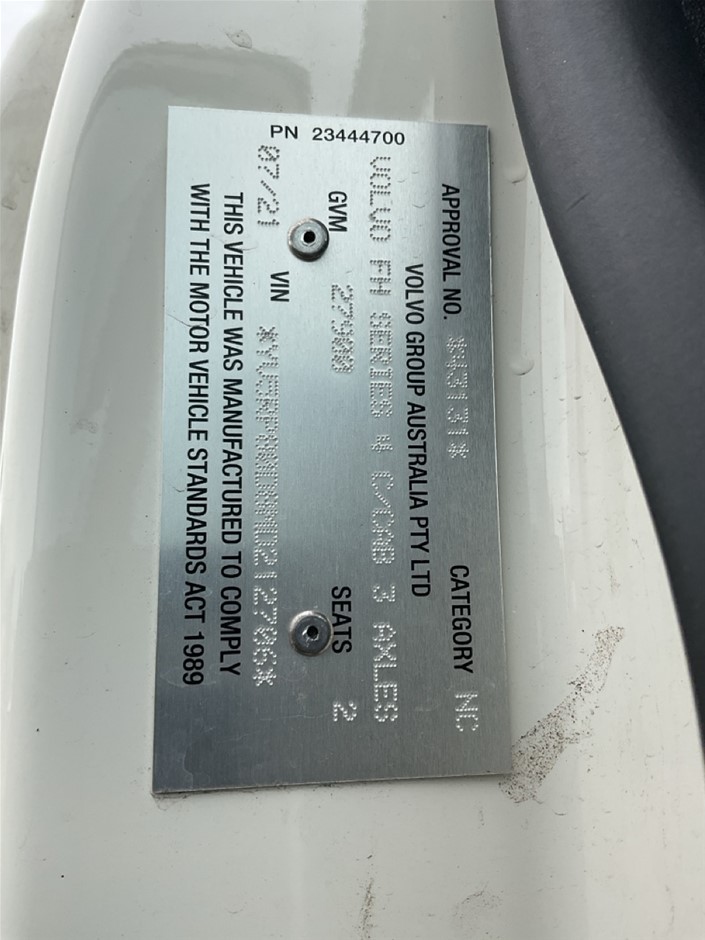 APPROVAL NO. *43131* CATEGORY NC
VOLVO GROUP AUSTRALIA PTY LTD
VOLVO FH SERIES 4 C/CAB 3 AXLES
GVM 27900 SEATS 2
07/21 VIN
THIS VEHICLE WAS MANUFACTURED TO COMPLY
WITH THE MOTOR VEHICLE STANDARDS ACT 1989
PN 23444700